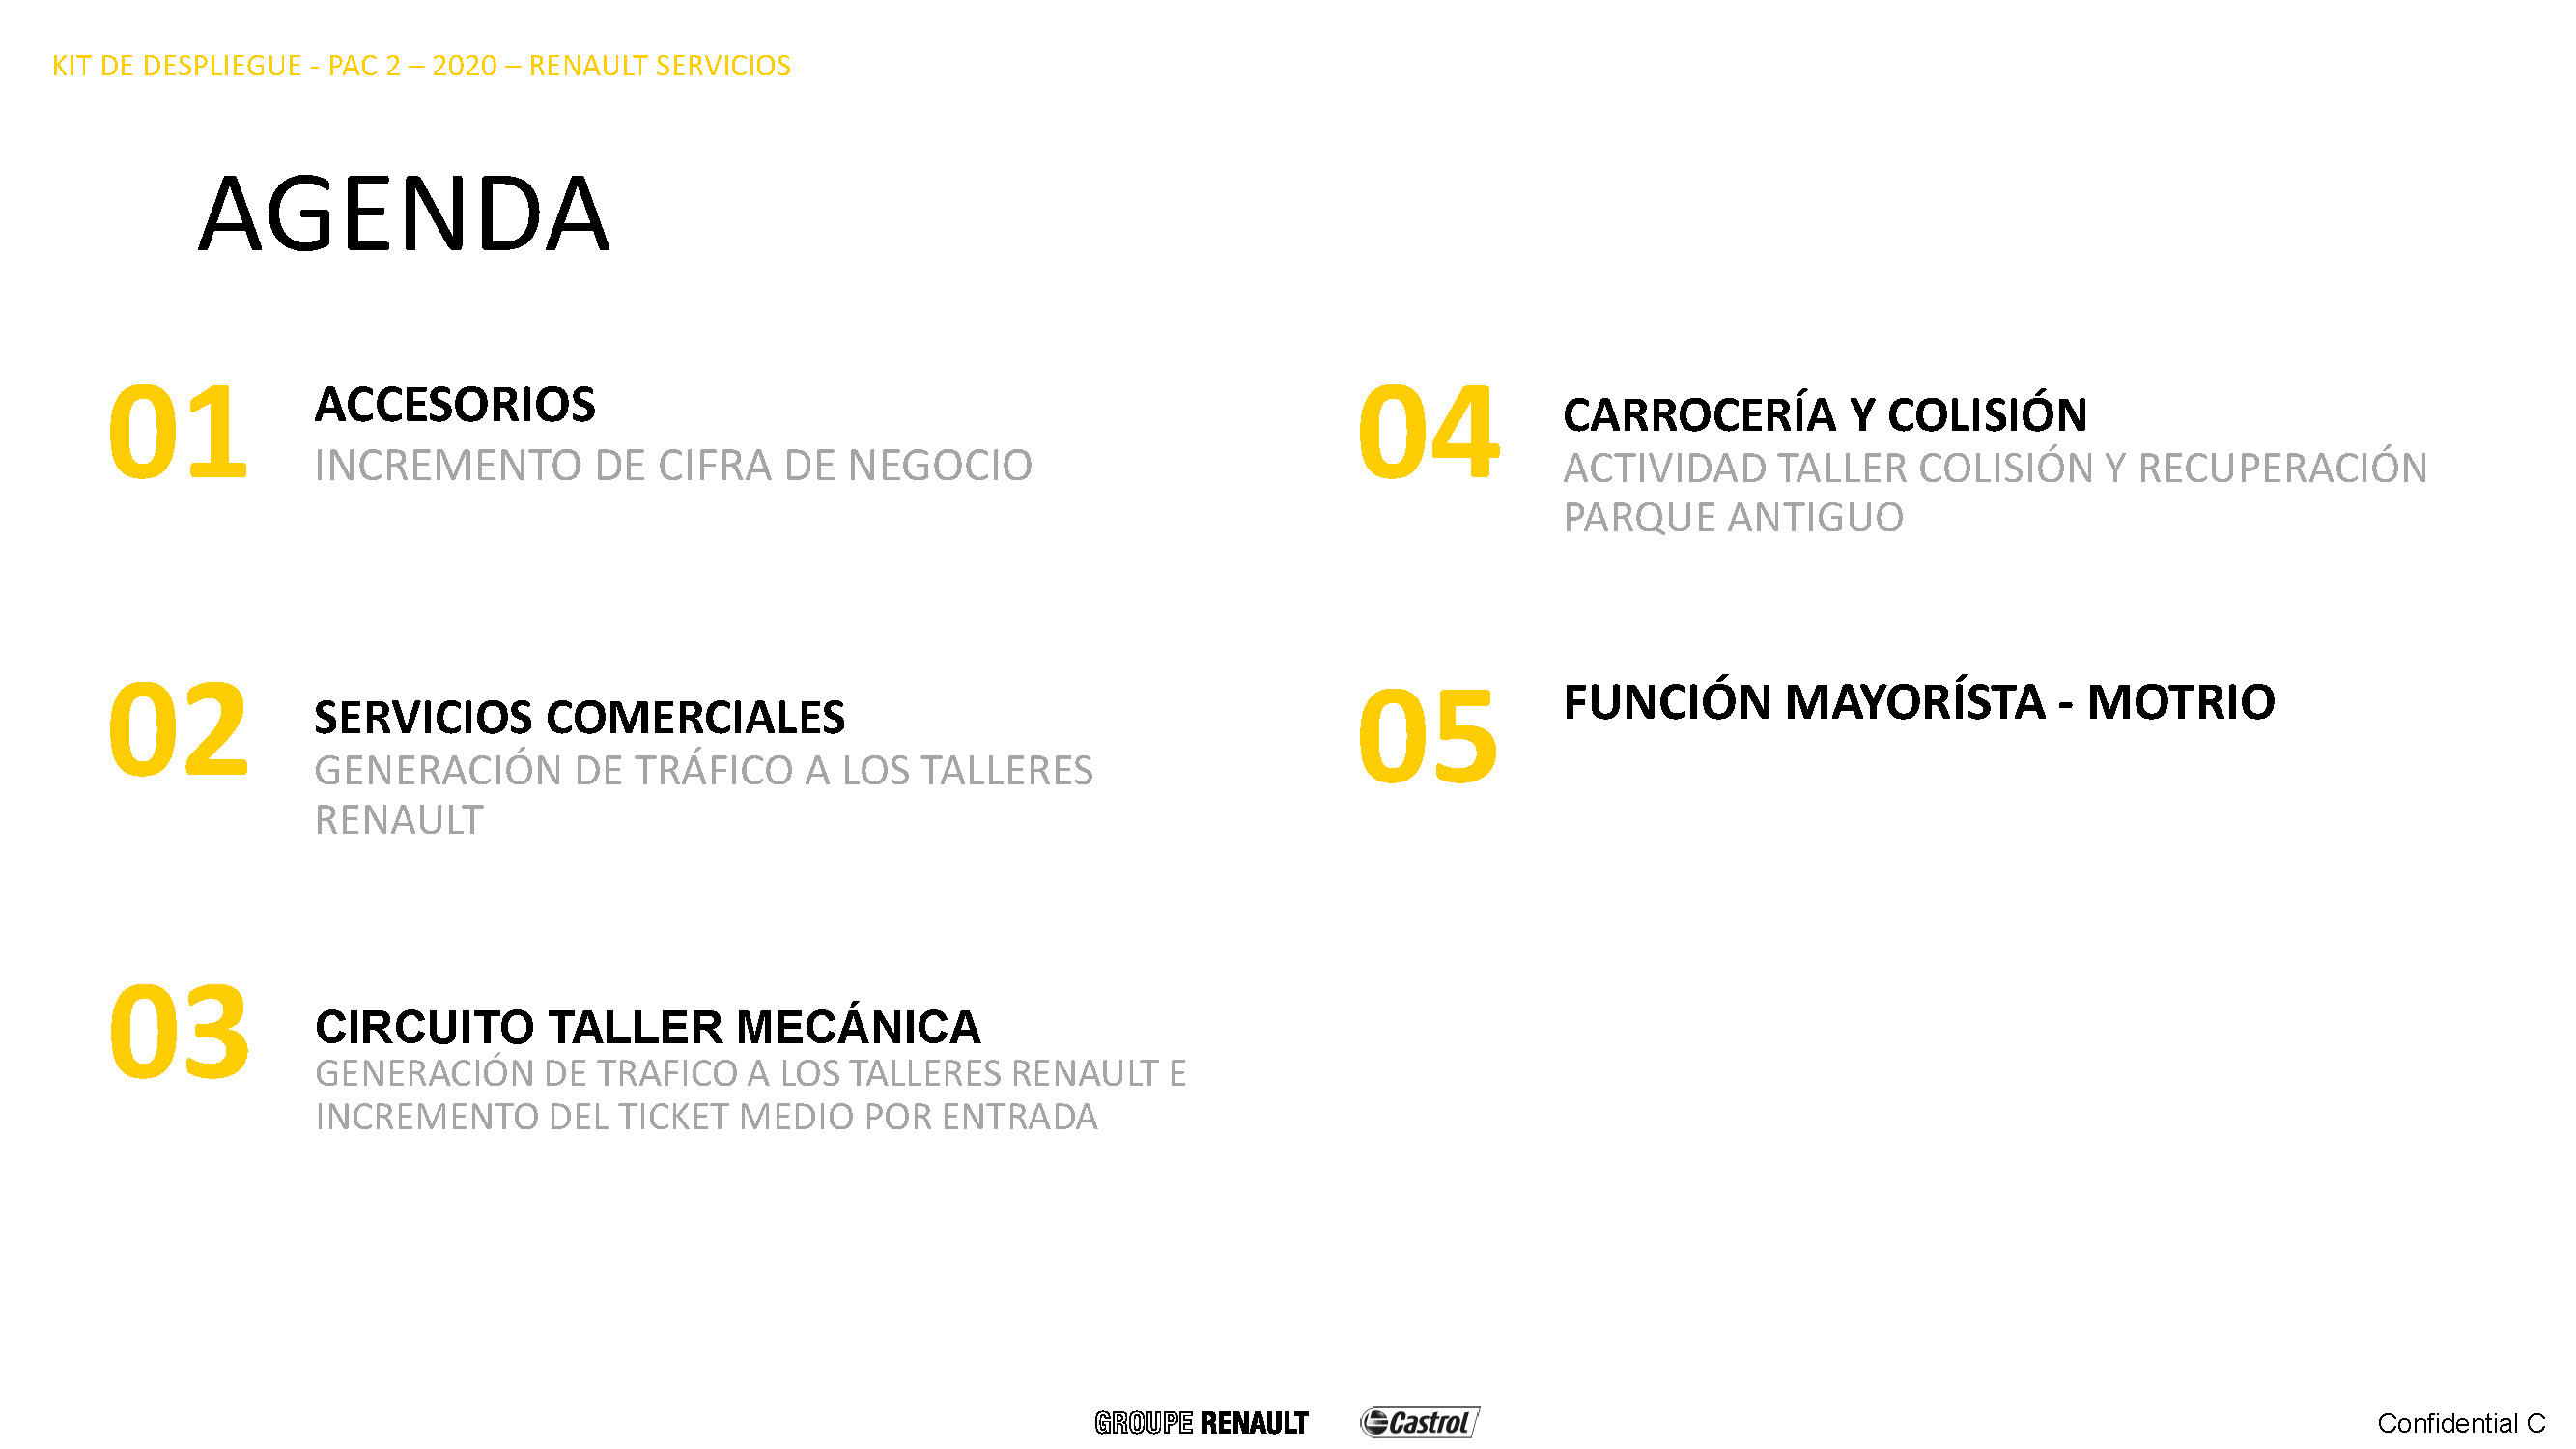 KIT DE DESPLIEGUE - PAC 2 – 2020 – RENAULT SERVICIOS
AGENDA
01
ACCESORIOS
INCREMENTO DE CIFRA DE NEGOCIO
02
SERVICIOS COMERCIALES
GENERACIÓN DE TRÁFICO A LOS TALLERES
RENAULT
03
CIRCUITO TALLER MECÁNICA
GENERACIÓN DE TRAFICO A LOS TALLERES RENAULT E
INCREMENTO DEL TICKET MEDIO POR ENTRADA
04
CARROCERÍA Y COLISIÓN
ACTIVIDAD TALLER COLISIÓN Y RECUPERACIÓN
PARQUE ANTIGUO
05
FUNCIÓN MAYORÍSTA - MOTRIO
GROUPE RENAULT
Castrol
Confidential C